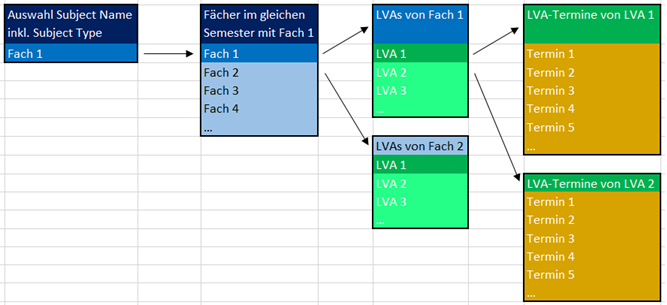 Auswahl Subject Name
inkl. Subject Type
Fach 1
Fächer im gleichen
Semester mit Fach 1
Fach 1
Fach 2
Fach 3
Fach 4
...
LVAs von Fach 1
LVA 1
LVA 2
LVA 3
...
LVAs von Fach 2
LVA 1
LVA 2
LVA 3
...
LVA-Termine von LVA 1
Termin 1
Termin 2
Termin 3
Termin 4
Termin 5
...
LVA-Termine von LVA 2
Termin 1
Termin 2
Termin 3
Termin 4
Termin 5
...